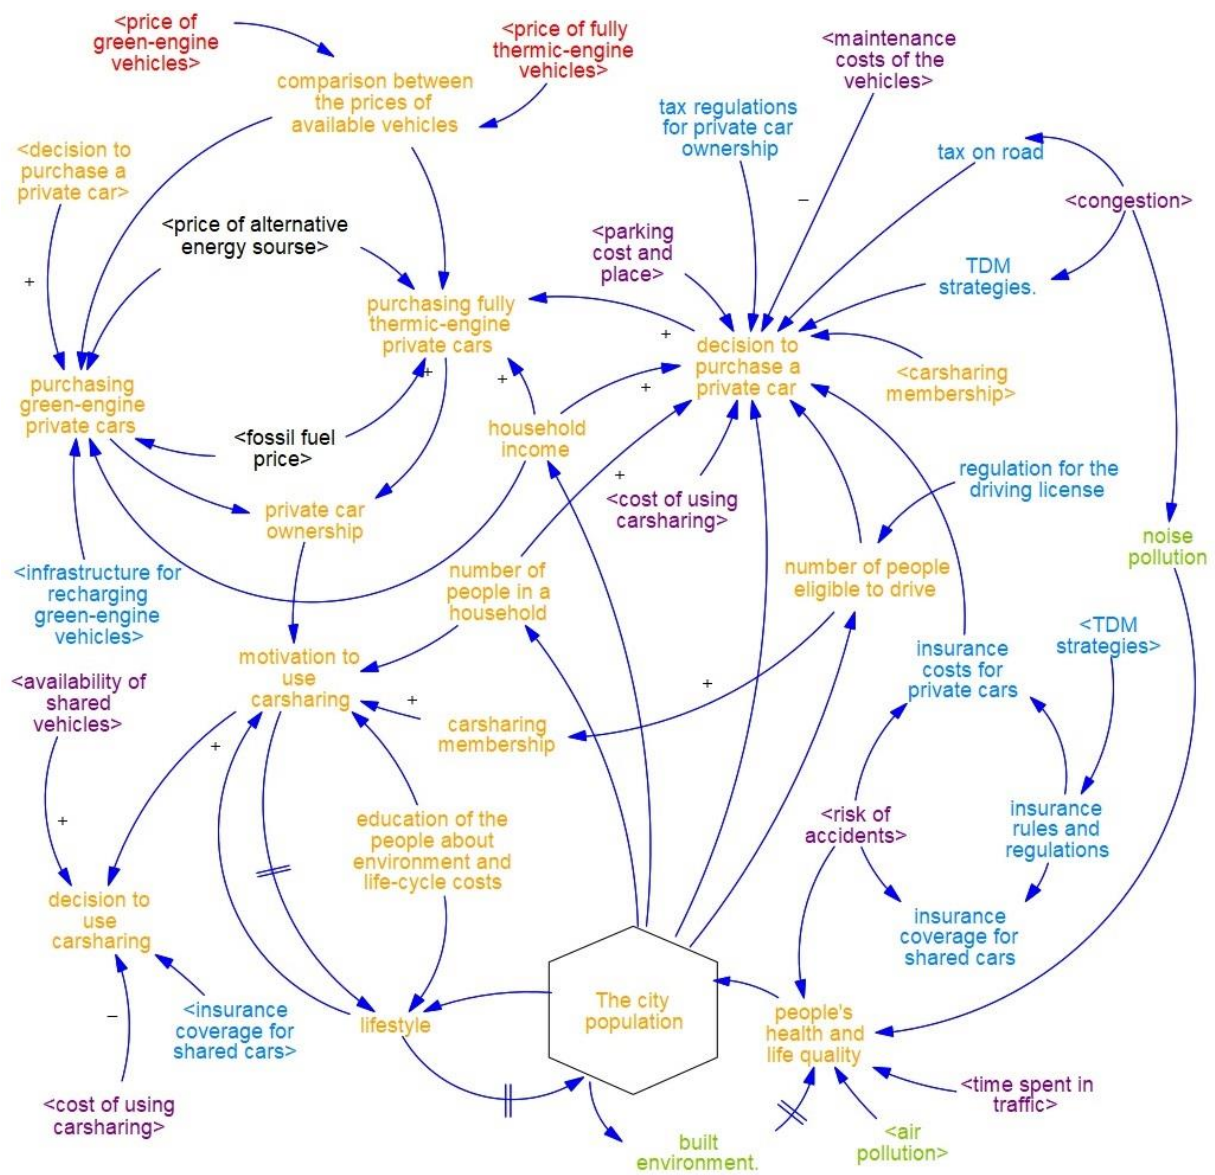 <price of
green-engine
vehicles>
<price of fully
thermic-engine
vehicles>
<maintenance
costs of the
vehicles>
comparison between
the prices of
available vehicles
tax regulations
for private car
ownership
tax on road
<decision to
purchase a
private car>
<congestion>
−
<price of alternative
energy sourse>
<parking
cost and
place>
TDM
strategies.
+
purchasing fully
thermic-engine
private cars
+
decision to
purchase a
private car
<carsharing
membership>
+
+
+
purchasing
green-engine
private cars
<fossil fuel
price>
household
income
+
<cost of using
carsharing>
regulation for the
driving license
private car
ownership
noise
pollution
<infrastructure for
recharging
green-engine
vehicles>
number of
people in a
household
number of people
eligible to drive
<TDM
strategies>
motivation to
use
carsharing
insurance
costs for
private cars
<availability of
shared
vehicles>
+
+
carsharing
membership
+
+
education of the
people about
environment and
life-cycle costs
<risk of
accidents>
insurance
rules and
regulations
decision to
use
carsharing
insurance
coverage for
shared cars
−
<insurance
coverage for
shared cars>
lifestyle
The city
population
people's
health and
life quality
<cost of using
carsharing>
<time spent in
traffic>
built
environment.
<air
pollution>